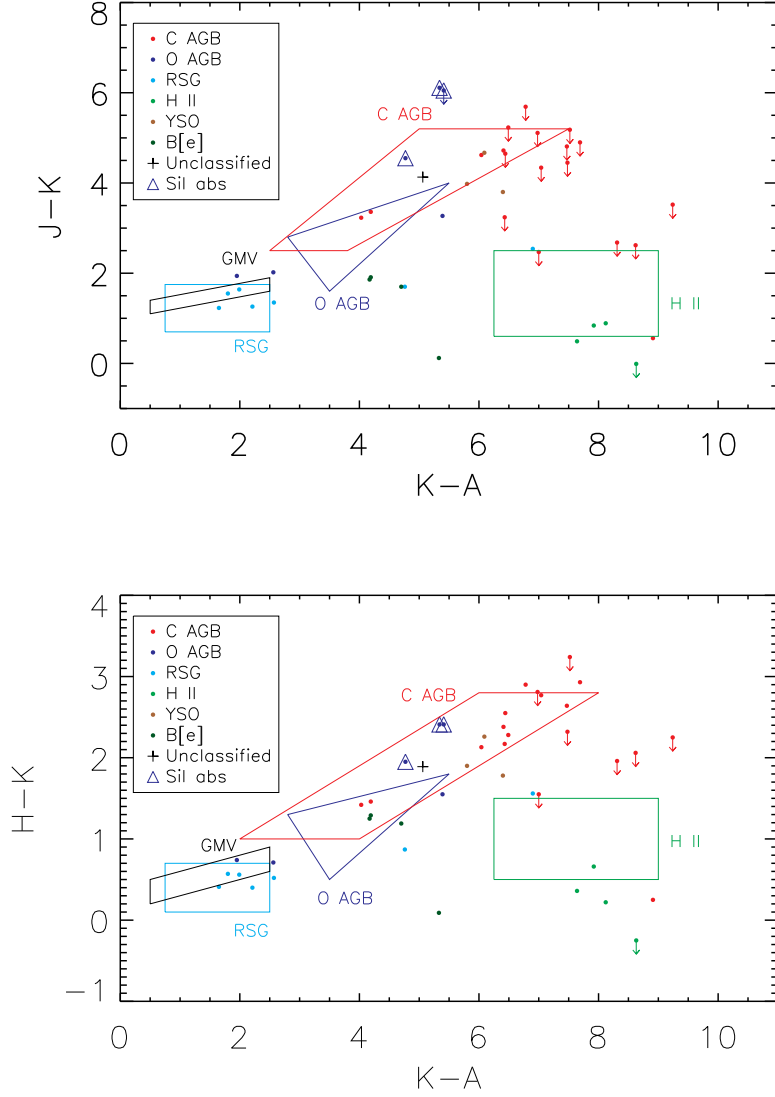 8
6
4
2
0
J-K
C AGB
O AGB
RSG
H II
YSO
B[e]
Unclassified
Sil abs
C AGB
GMV
O AGB
RSG
H II
0 2 4 6 8 10
K-A
4
3
2
1
0
-1
H-K
C AGB
O AGB
RSG
H II
YSO
B[e]
Unclassified
Sil abs
C AGB
GMV
O AGB
RSG
H II
0 2 4 6 8 10
K-A